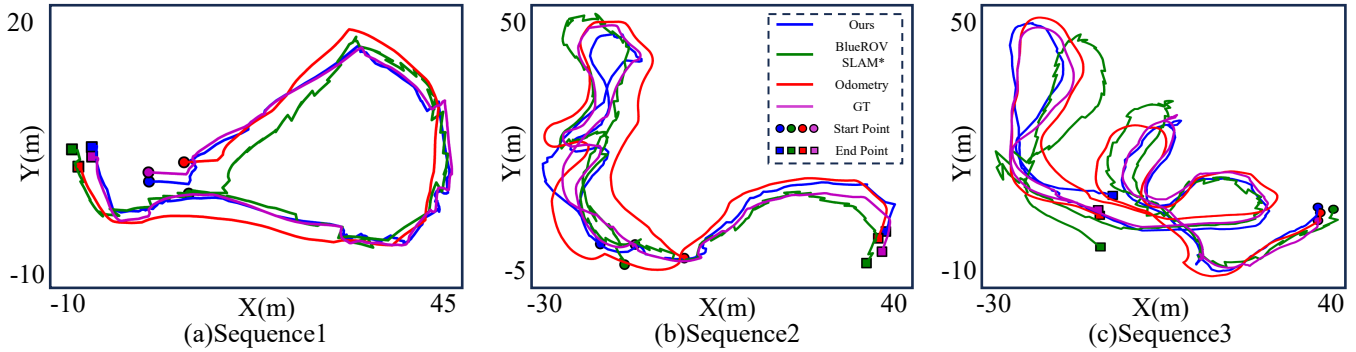 20
Y(m)
-10
-10
X(m)
45
(a)Sequence1
50
Y(m)
-5
-30
X(m)
40
(b)Sequence2
Ours
BlueROV
SLAM*
Odometry
GT
Start Point
End Point
50
Y(m)
-10
-30
X(m)
40
(c)Sequence3